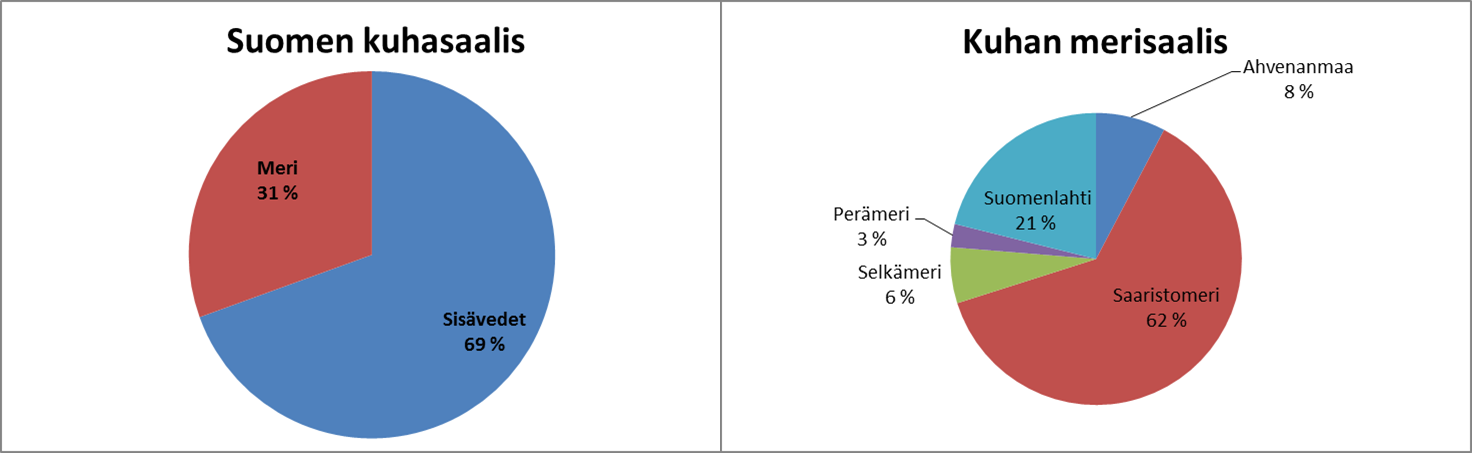 Suomen kuhasaalis
Meri
31 %
Sisävedet
69 %
Kuhan merisaalis
Ahvenanmaa
8 %
Suomenlahti
21 %
Perämeri
3 %
Selkämeri
6 %
Saaristomeri
62 %